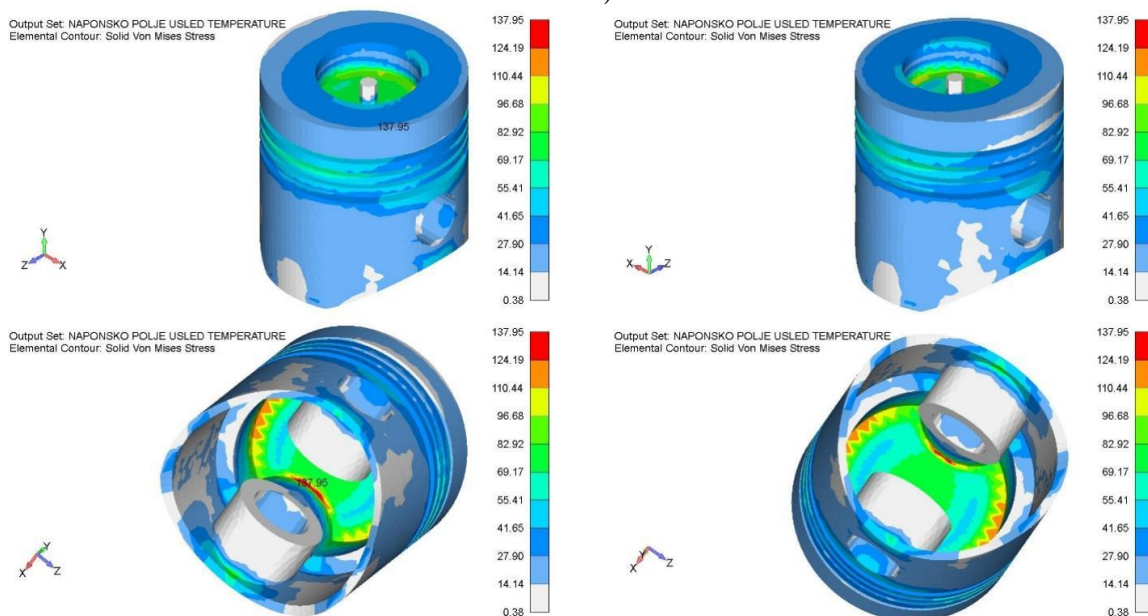 )
Output Set: NAPONSKO POLJE USLED TEMPERATURE
Elemental Contour: Solid Von Mises Stress
137.95
124.19
110.44
96.68
82.92
69.17
55.41
41.65
27.90
14.14
0.38
137.95
Y
Z
X
Output Set: NAPONSKO POLJE USLED TEMPERATURE
Elemental Contour: Solid Von Mises Stress
137.95
124.19
110.44
96.68
82.92
69.17
55.41
41.65
27.90
14.14
0.38
Y
X
Z
Output Set: NAPONSKO POLJE USLED TEMPERATURE
Elemental Contour: Solid Von Mises Stress
137.95
124.19
110.44
96.68
82.92
69.17
55.41
41.65
27.90
14.14
0.38
137.95
Y
X
Z
Output Set: NAPONSKO POLJE USLED TEMPERATURE
Elemental Contour: Solid Von Mises Stress
137.95
124.19
110.44
96.68
82.92
69.17
55.41
41.65
27.90
14.14
0.38
X
Z